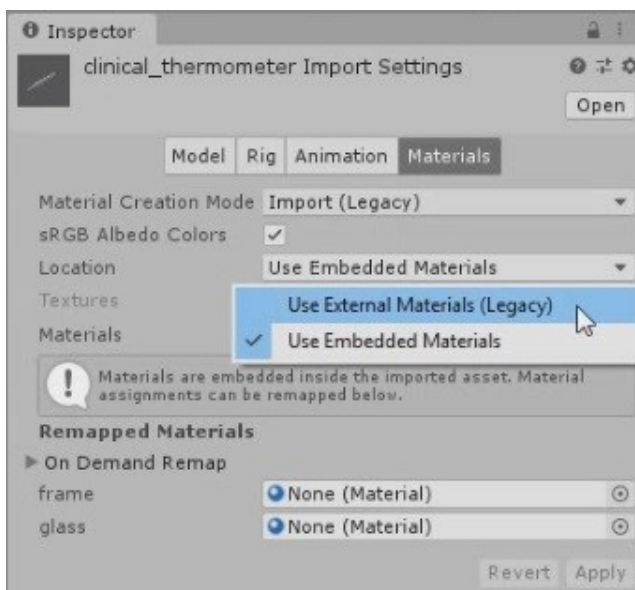 Inspector
clinical_thermometer Import Settings
Open
Model Rig Animation Materials
Material Creation Mode Import (Legacy)
sRGB Albedo Colors
Location Use Embedded Materials
Textures Use External Materials (Legacy)
Materials Use Embedded Materials
Materials are embedded inside the imported asset. Material
assignments can be remapped below.
Remapped Materials
On Demand Remap
frame None (Material)
glass None (Material)
Revert Apply